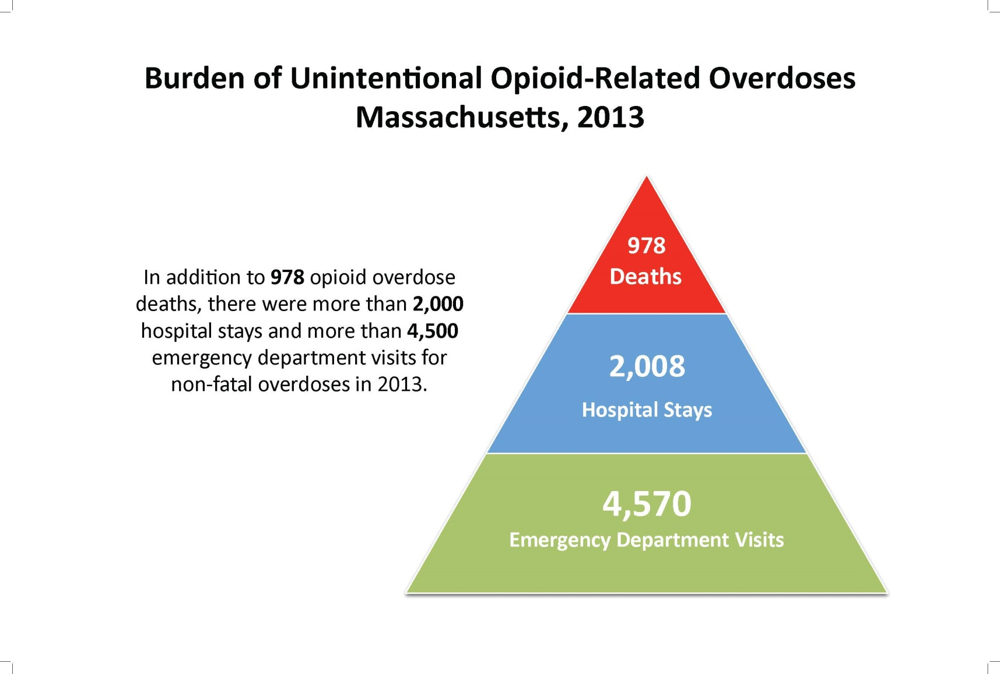 Burden of Unintentional Opioid-Related Overdoses
Massachusetts, 2013
In addition to 978 opioid overdose
deaths, there were more than 2,000
hospital stays and more than 4,500
emergency department visits for
non-fatal overdoses in 2013.
978
Deaths
2,008
Hospital Stays
4,570
Emergency Department Visits